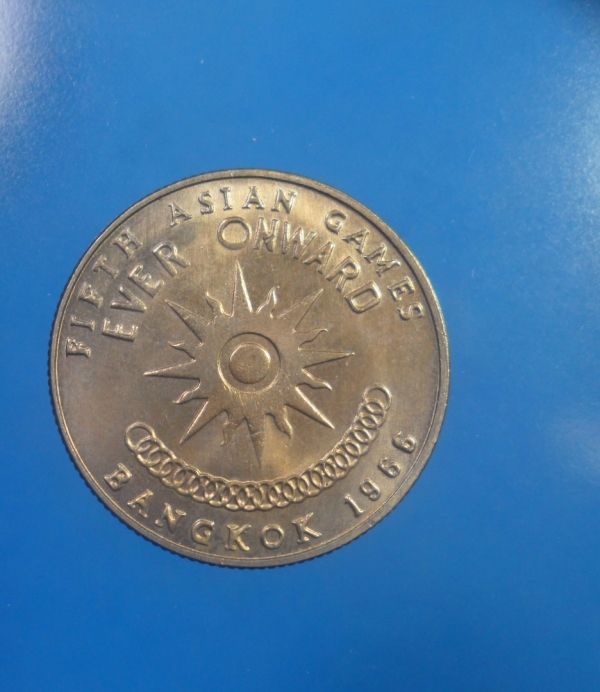 FIFTH ASIAN GAMES
EVER ONWARD
BANGKOK 1966